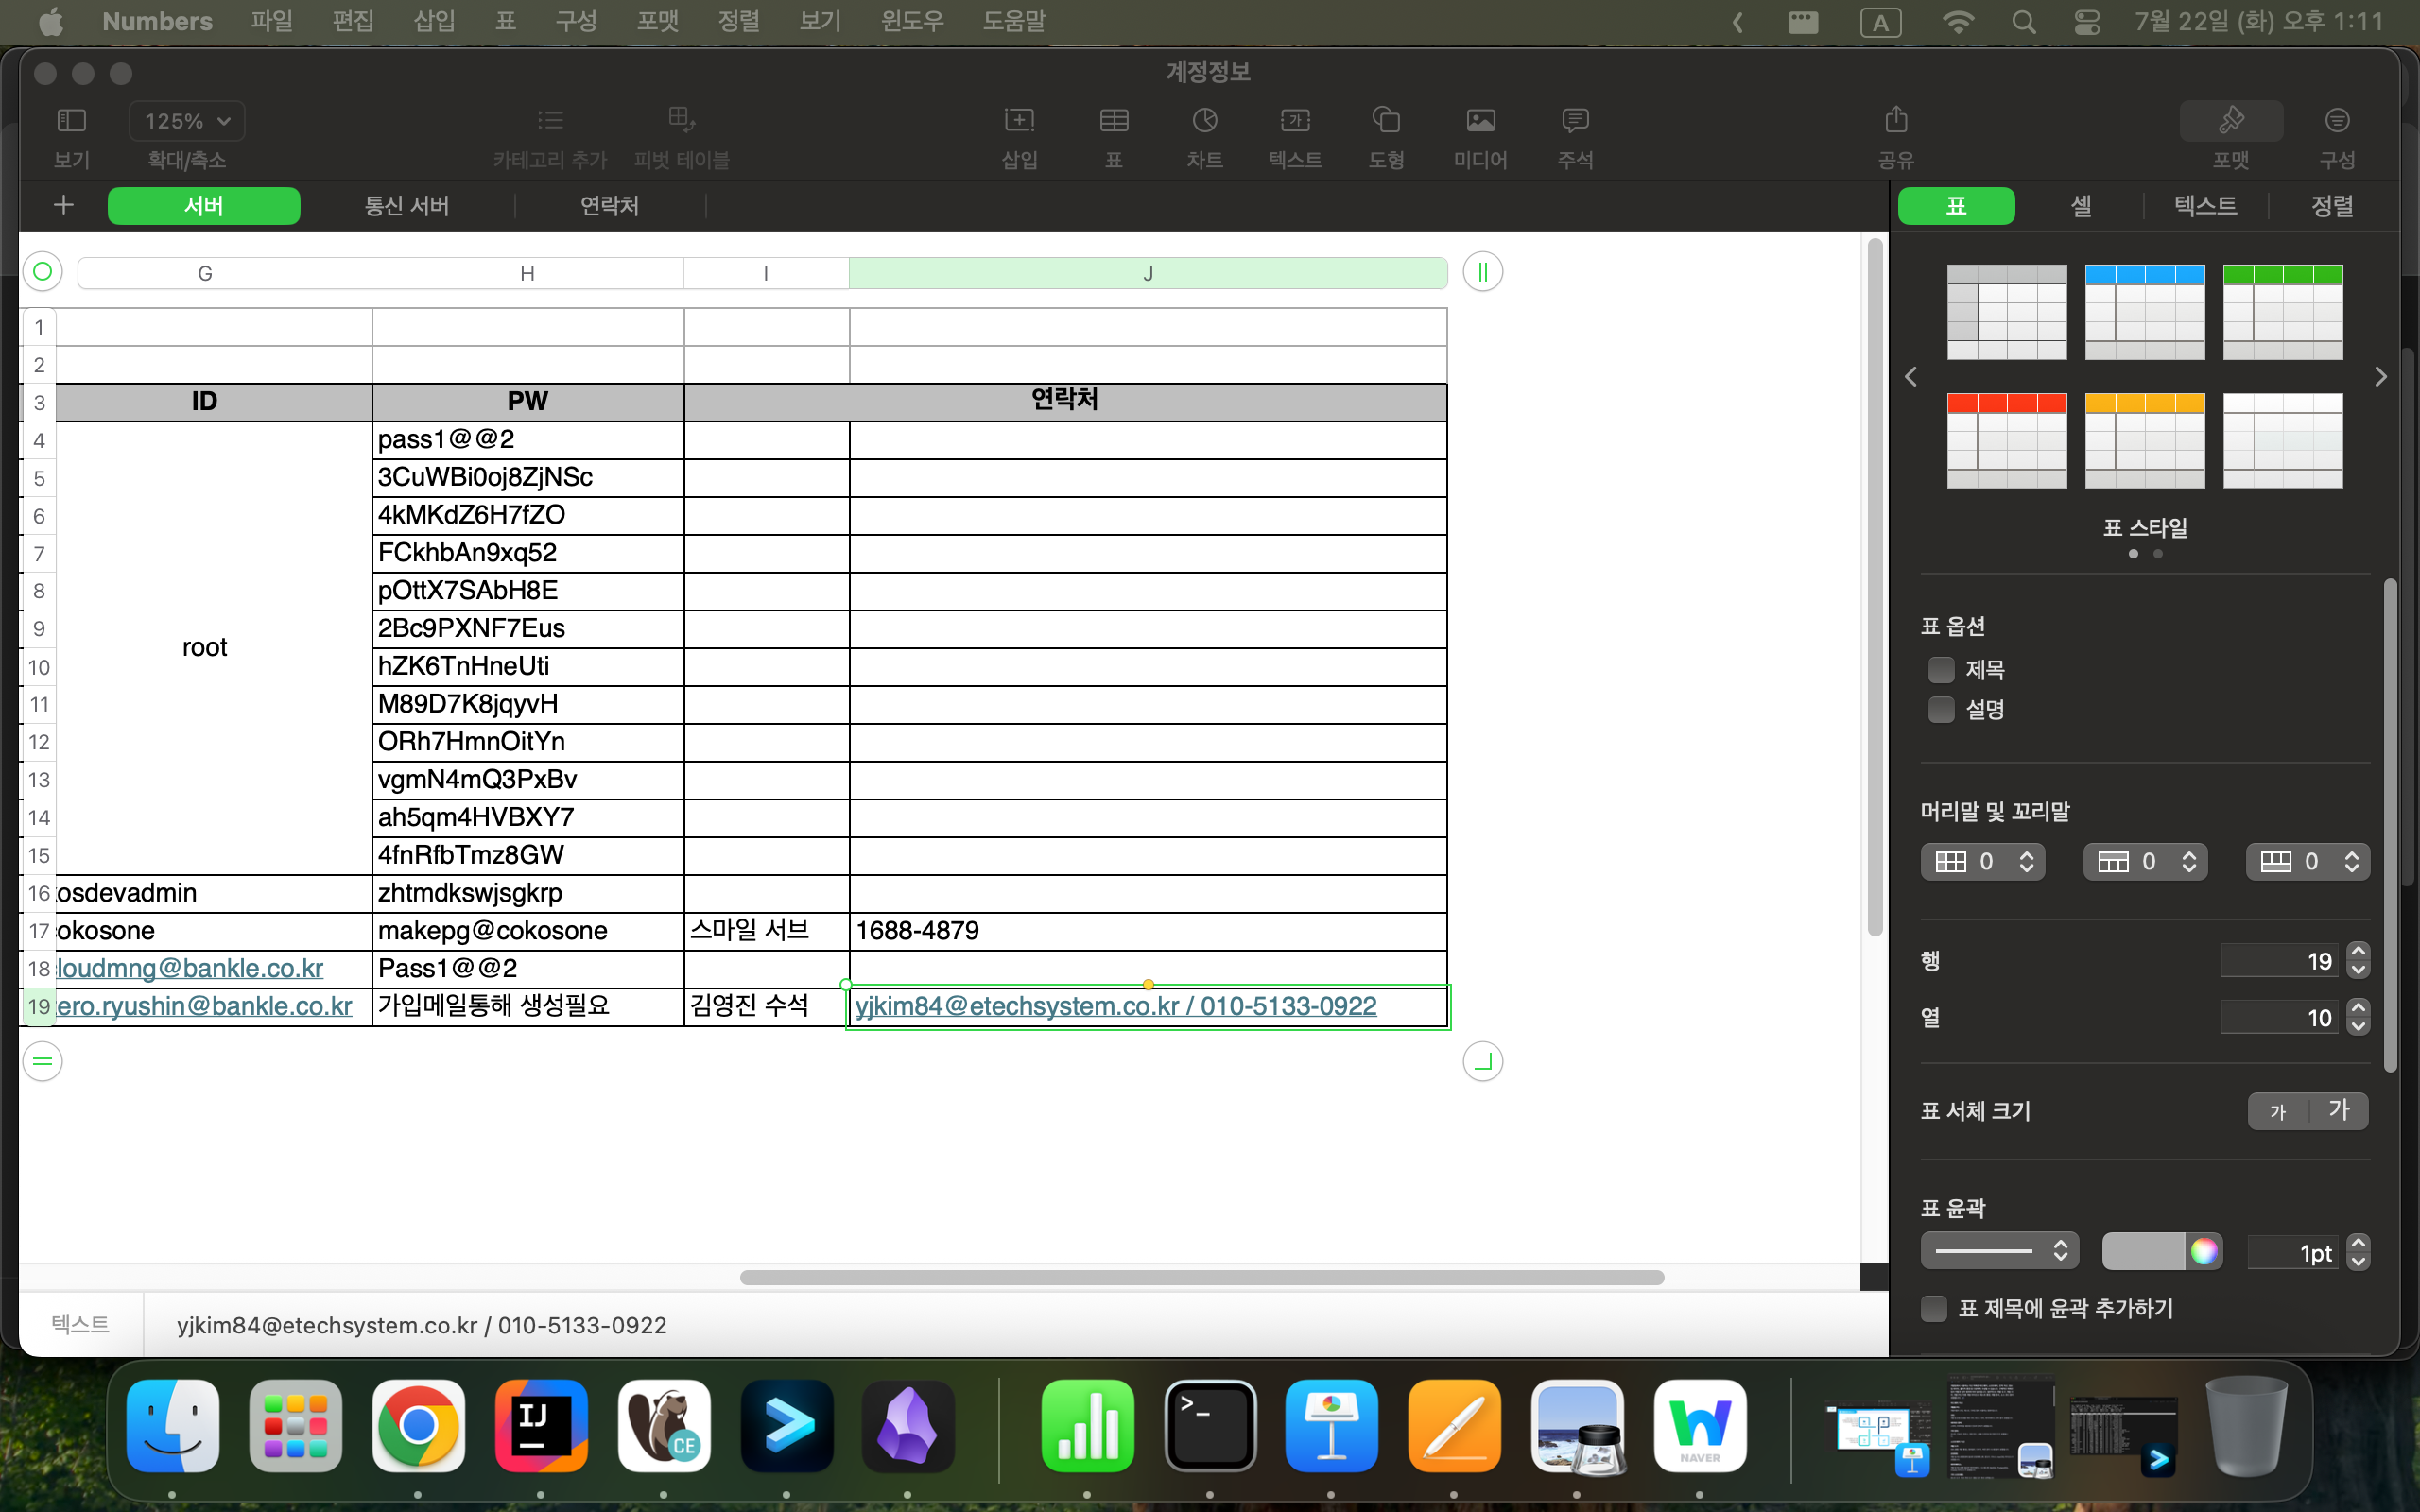 Numbers 파일 편집 삽입 표 구성 포맷 정렬 보기 윈도우 도움말 A 7월 22일 (화) 오후 1:11
계정정보
125%
보기 확대/축소 카테고리 추가 피벗 테이블 삽입 표 차트 텍스트 도형 미디어 주석 공유 포맷 구성
서버 통신 서버 연락처
표 셀 텍스트 정렬
G H I J
1
2
3 ID PW 연락처
4 pass1@@2
5 3CuWBi0oj8ZjNSc
6 4kMKdZ6H7fZO
7 FCkhbAn9xq52
8 pOttX7SAbH8E
9 2Bc9PXNF7Eus
root
10 hZK6TnHneUti
11 M89D7K8jqyvH
12 ORh7HmnOitYn
13 vgmN4mQ3PxBv
14 ah5qm4HVBXY7
15 4fnRfbTmz8GW
16 osdevadmin zhtmdkswjsgkrp
17 okosone makepg@cokosone 스마일 서브 1688-4879
18 loudmng@bankle.co.kr Pass1@@2
19 ero.ryushin@bankle.co.kr 가입메일통해 생성필요 김영진 수석 yjkim84@etechsystem.co.kr / 010-5133-0922
텍스트 yjkim84@etechsystem.co.kr / 010-5133-0922
표 스타일
표 옵션
제목
설명
머리말 및 꼬리말
0 0 0
행 19
열 10
표 서체 크기 가 가
표 윤곽
1pt
표 제목에 윤곽 추가하기
IJ
CE
>_
NAVER